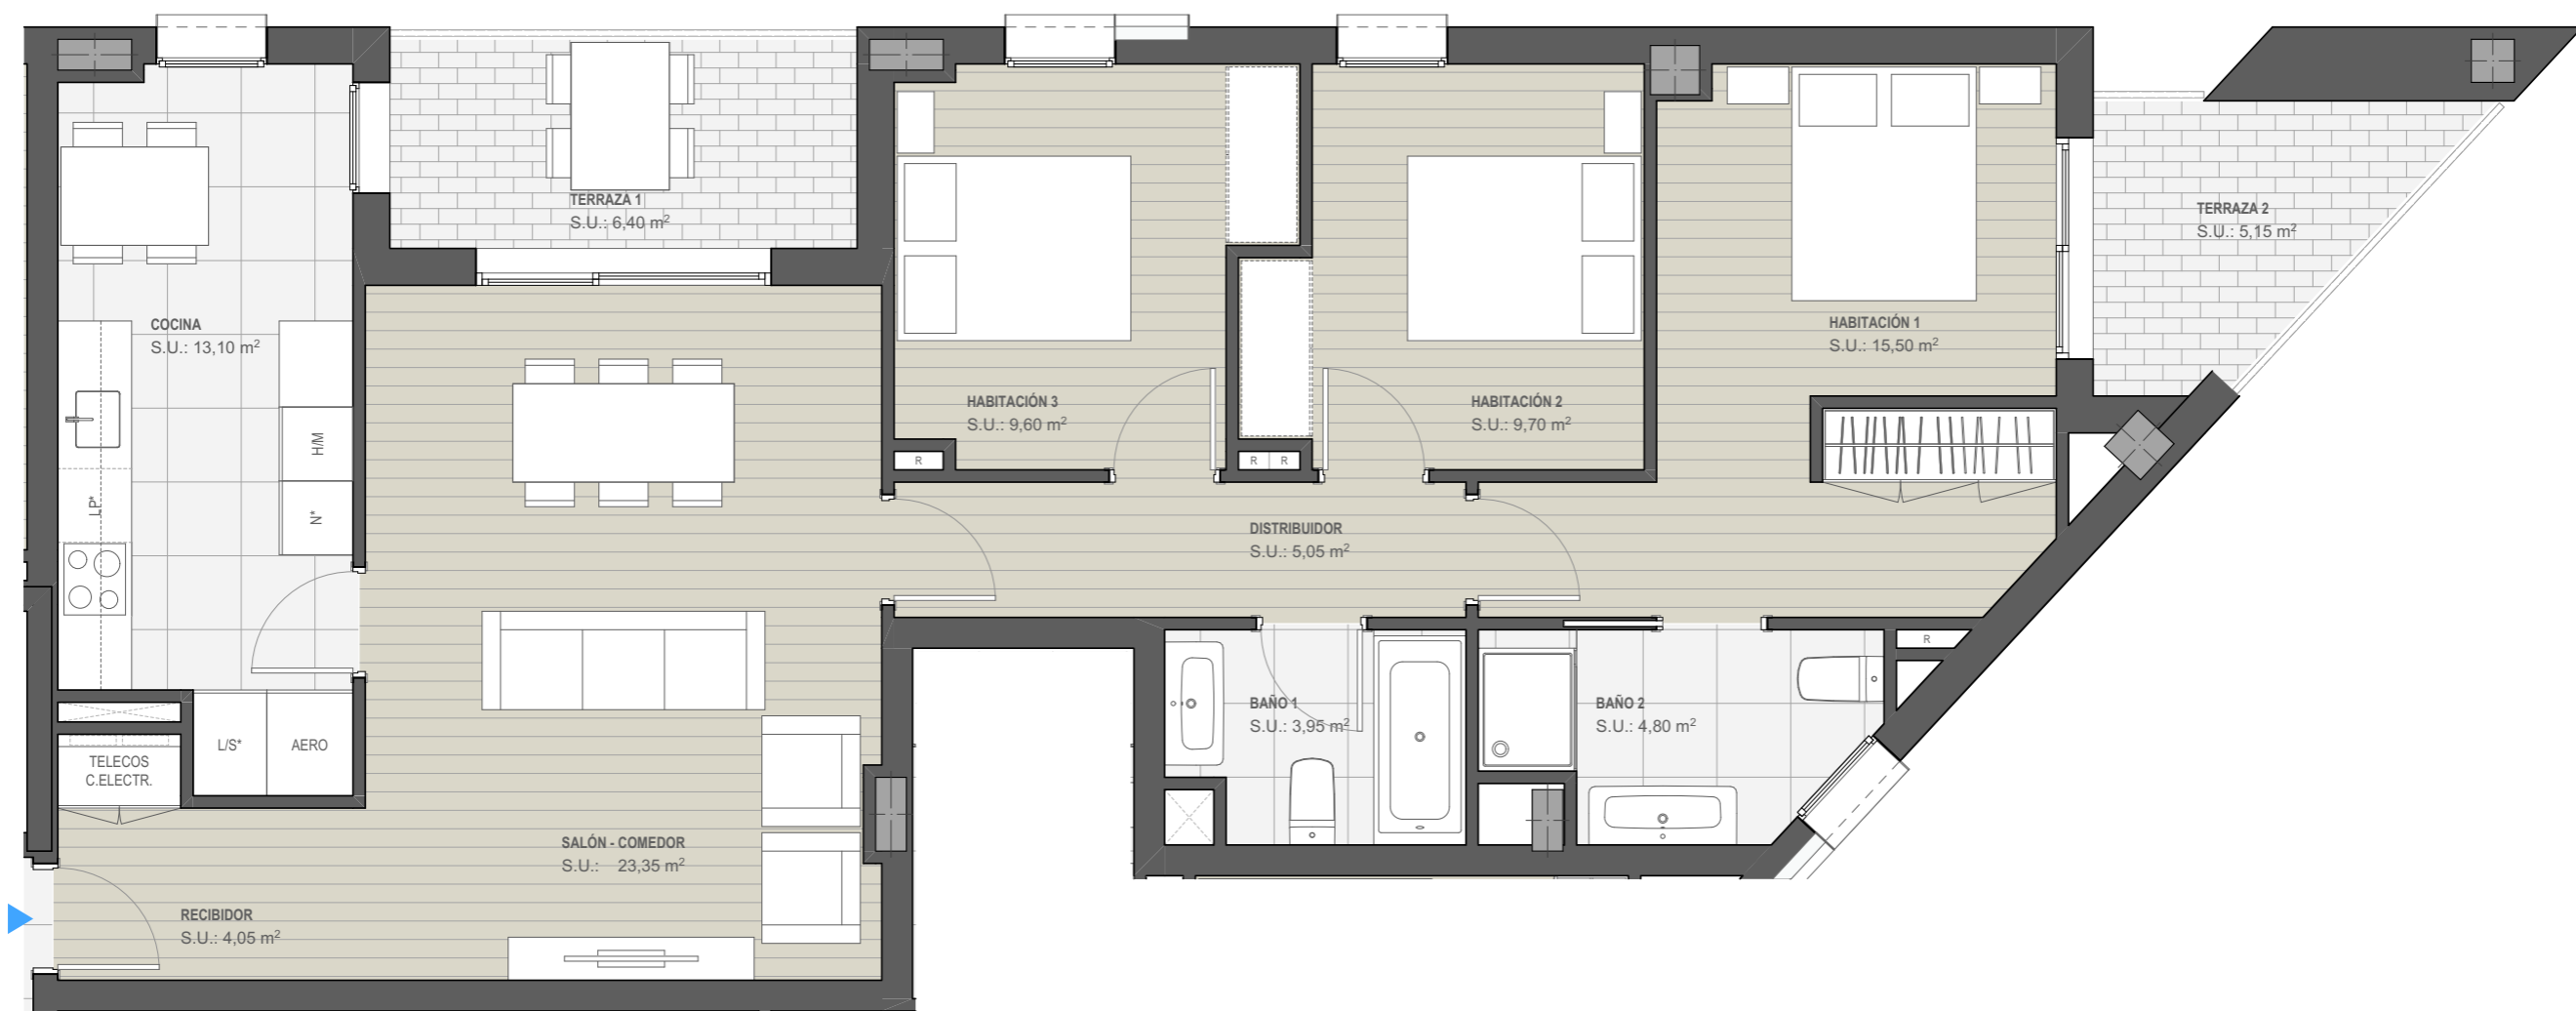 TERRAZA 1
S.U.: 6,40 m²
TERRAZA 2
S.U.: 5,15 m²
COCINA
S.U.: 13,10 m²
HABITACIÓN 1
S.U.: 15,50 m²
HABITACIÓN 3
S.U.: 9,60 m²
HABITACIÓN 2
S.U.: 9,70 m²
H/M
R
R
R
LP*
N*
DISTRIBUIDOR
S.U.: 5,05 m²
R
BAÑO 1
S.U.: 3,95 m²
BAÑO 2
S.U.: 4,80 m²
L/S*
AERO
TELECOS
C.ELECTR.
SALÓN - COMEDOR
S.U.: 23,35 m²
RECIBIDOR
S.U.: 4,05 m²